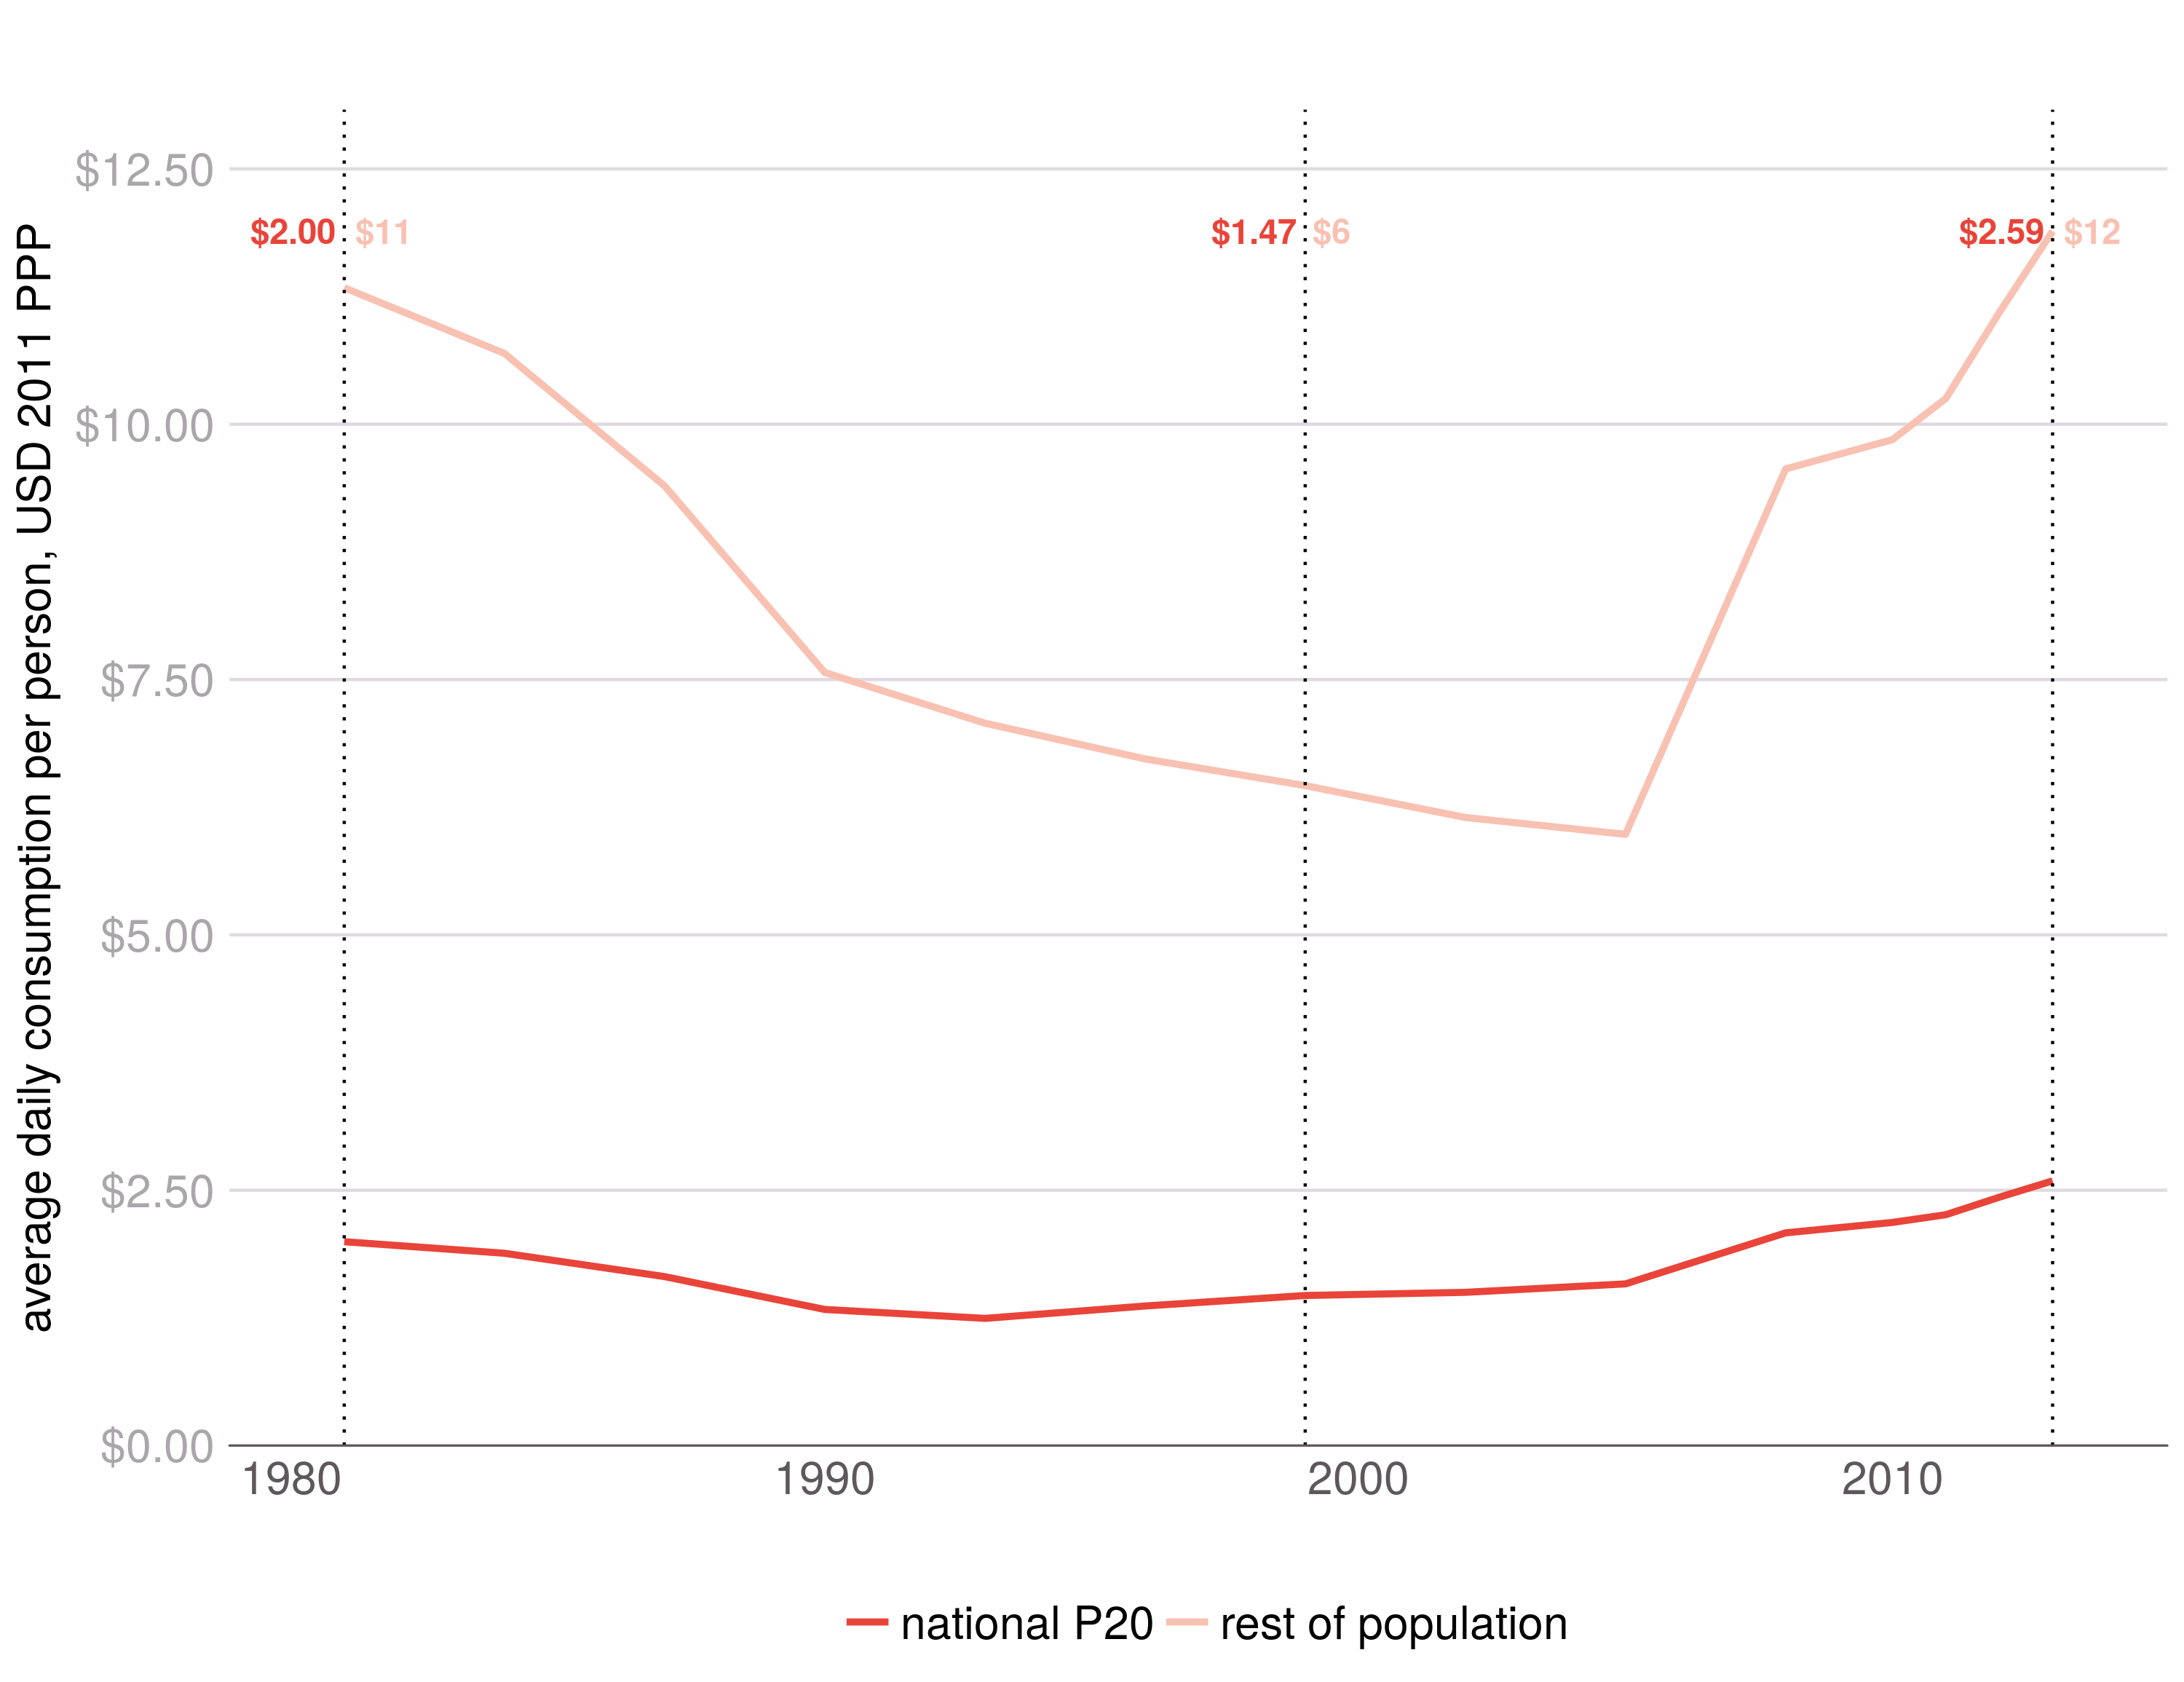 average daily consumption per person, USD 2011 PPP
$12.50
$2.00 $11 $1.47 $6 $2.59 $12
$10.00
$7.50
$5.00
$2.50
$0.00
1980 1990 2000 2010
national P20 rest of population